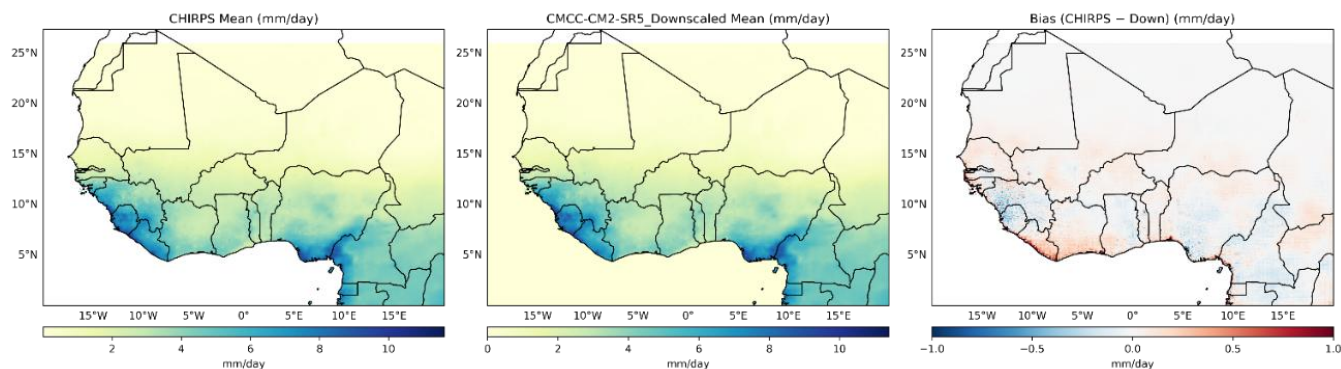 CHIRPS Mean (mm/day)
25°N
20°N
15°N
10°N
5°N
15°W 10°W 5°W 0° 5°E 10°E 15°E
2 4 6 8 10
mm/day
CMCC-CM2-SR5_Downscaled Mean (mm/day)
25°N
20°N
15°N
10°N
5°N
15°W 10°W 5°W 0° 5°E 10°E 15°E
0 2 4 6 8 10
mm/day
Bias (CHIRPS − Down) (mm/day)
25°N
20°N
15°N
10°N
5°N
15°W 10°W 5°W 0° 5°E 10°E 15°E
−1.0 −0.5 0.0 0.5 1.0
mm/day